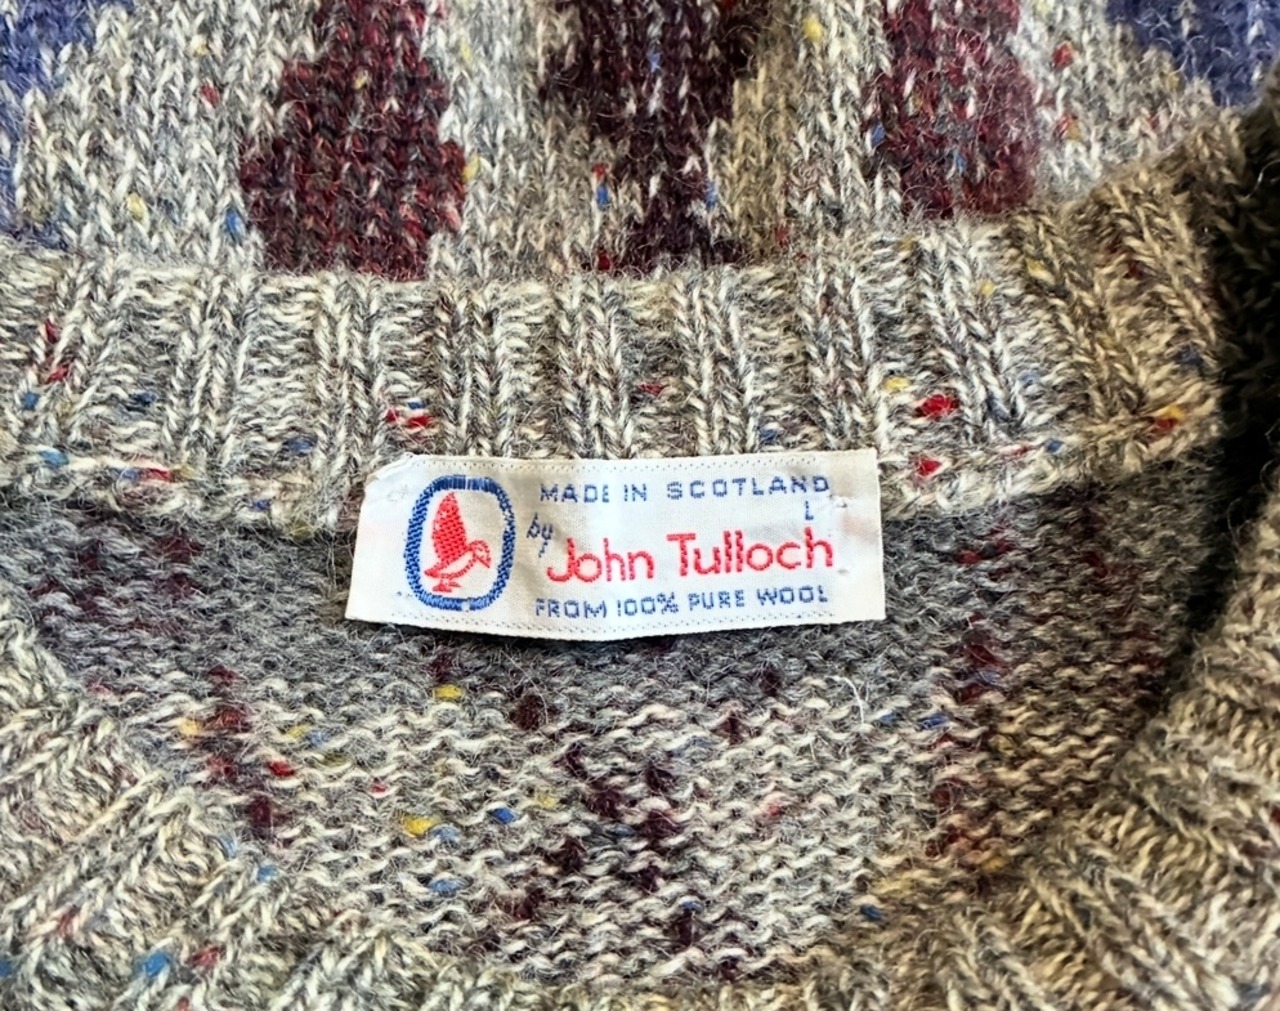 MADE IN SCOTLAND
L
by
John Tulloch
FROM 100% PURE WOOL